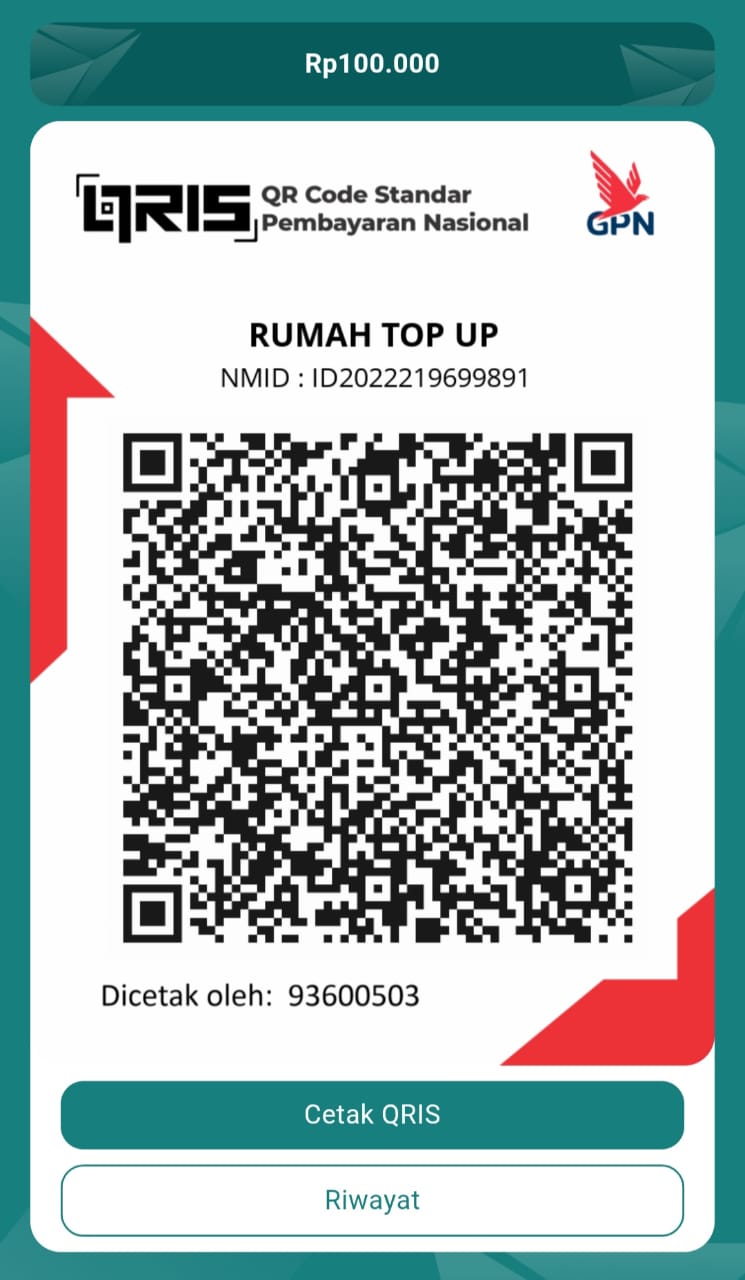 Rp100.000
QRIS QR Code Standar
Pembayaran Nasional
GPN
RUMAH TOP UP
NMID : ID2022219699891
Dicetak oleh: 93600503
Cetak QRIS
Riwayat